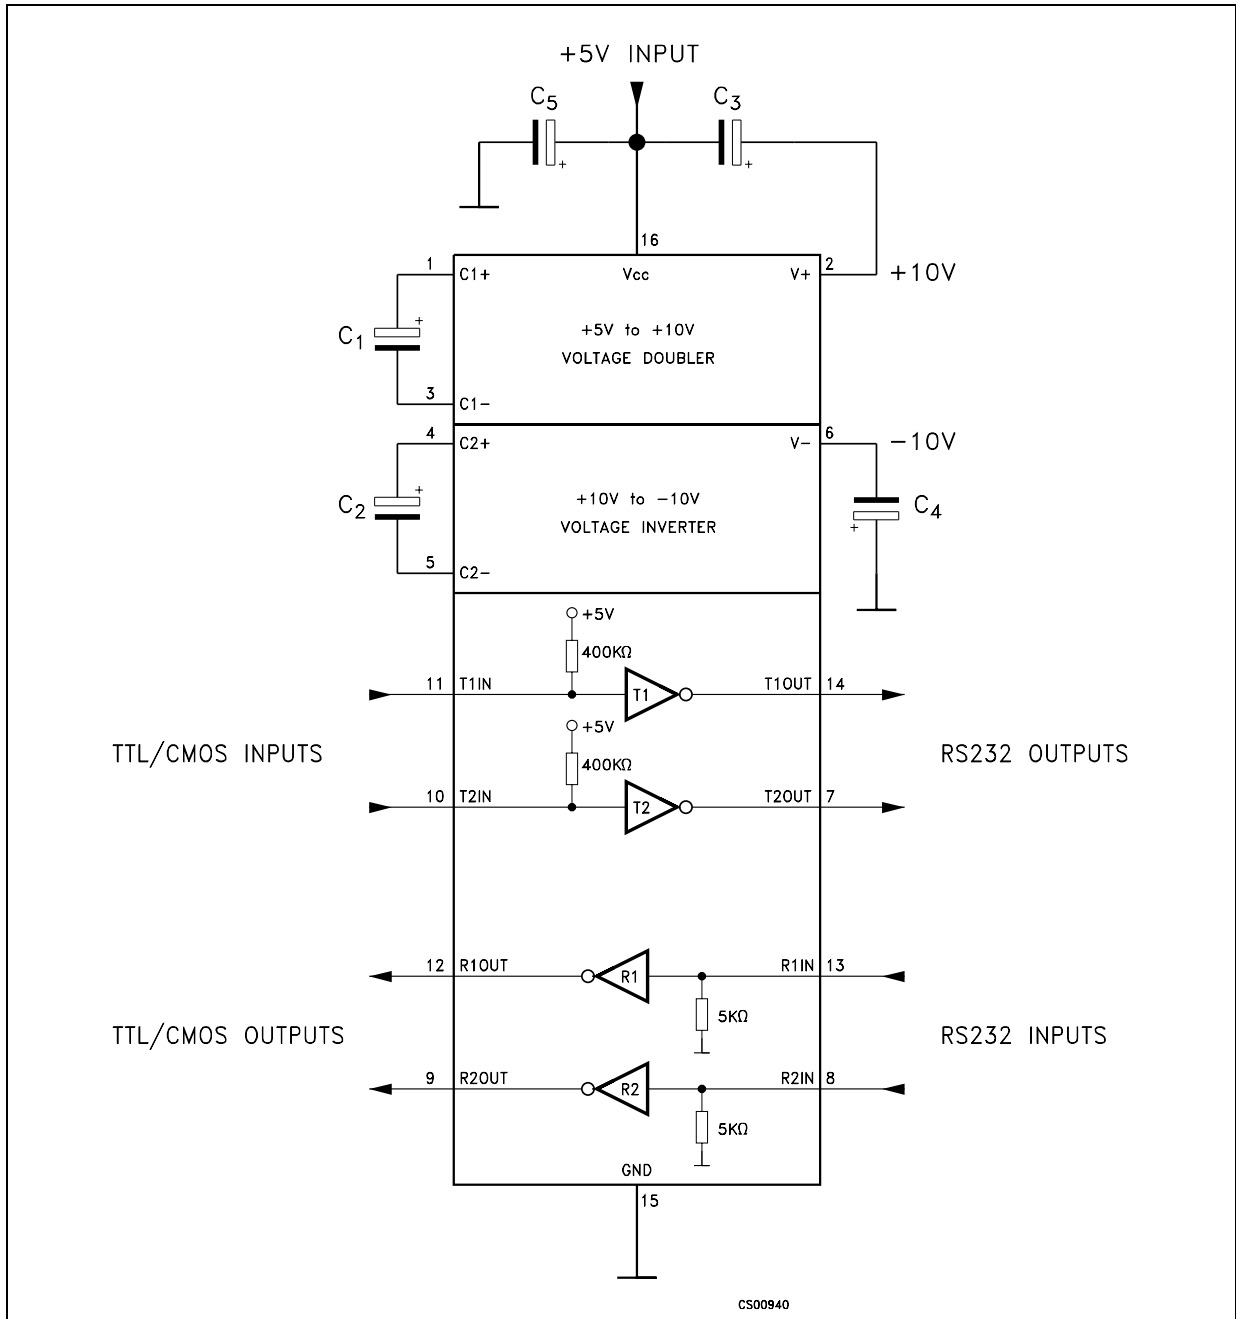 +5V INPUT
C5
C3
+
+
16
1
C1+
Vcc
V+
2
+10V
+
C1
+5V to +10V
VOLTAGE DOUBLER
3
C1-
4
C2+
V-
6
-10V
+
C2
+10V to -10V
VOLTAGE INVERTER
C4
+
5
C2-
+5V
400KΩ
11
T1IN
T1
T1OUT
14
+5V
TTL/CMOS INPUTS
RS232 OUTPUTS
400KΩ
10
T2IN
T2
T2OUT
7
12
R1OUT
R1
R1IN
13
5KΩ
TTL/CMOS OUTPUTS
RS232 INPUTS
9
R2OUT
R2
R2IN
8
5KΩ
GND
15
CS00940